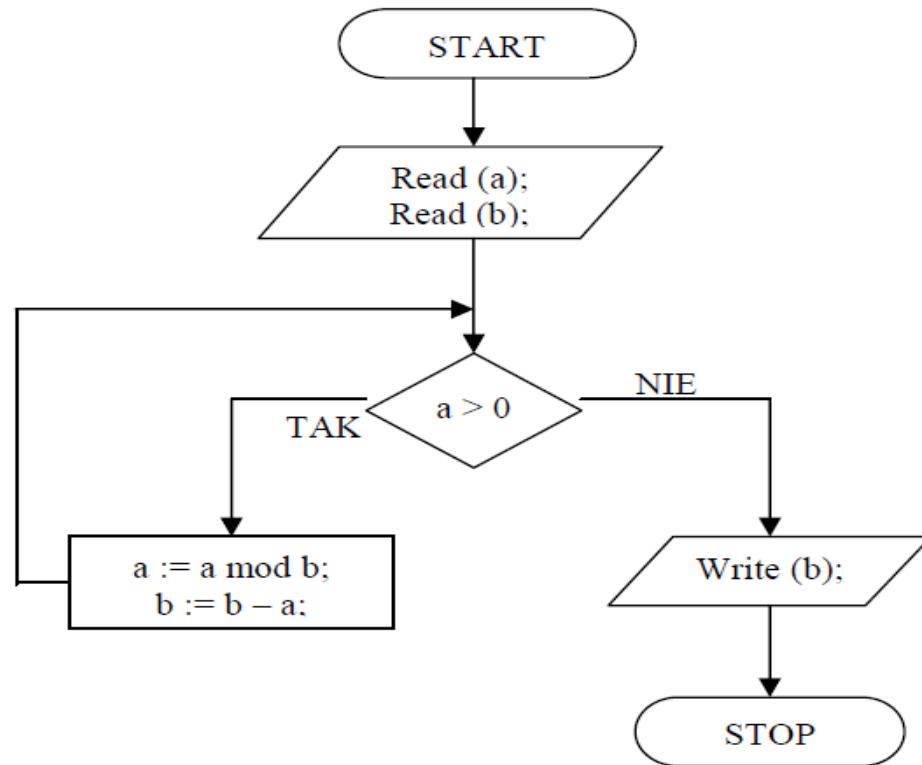 START
Read (a);
Read (b);
a > 0
TAK
NIE
a := a mod b;
b := b – a;
Write (b);
STOP